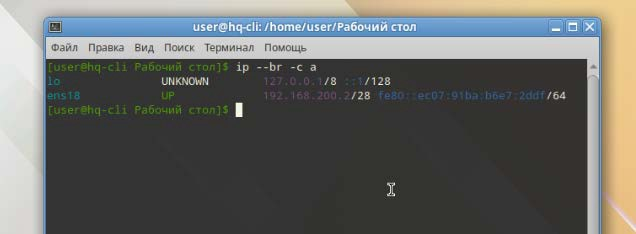 user@hq-cli: /home/user/Рабочий стол
Файл Правка Вид Поиск Терминал Помощь
[user@hq-cli Рабочий стол]$ ip --br -c a
lo UNKNOWN 127.0.0.1/8 ::1/128
ens18 UP 192.168.200.2/28 fe80::ec07:91ba:b6e7:2ddf/64
[user@hq-cli Рабочий стол]$